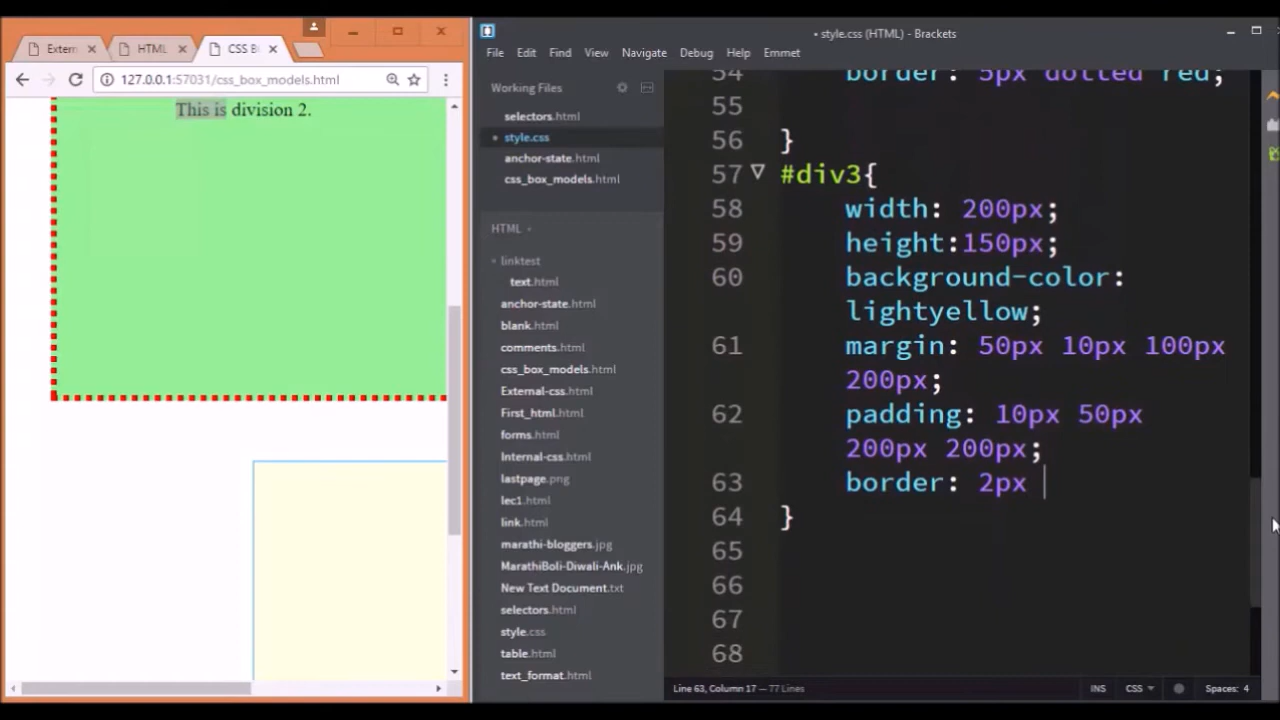 Extern
HTML
CSS B
127.0.0.1:57031/css_box_models.html
This is division 2.
• style.css (HTML) - Brackets
File Edit Find View Navigate Debug Help Emmet
Working Files
selectors.html
style.css
anchor-state.html
css_box_models.html
HTML
linktest
text.html
anchor-state.html
blank.html
comments.html
css_box_models.html
External-css.html
First_html.html
forms.html
Internal-css.html
lastpage.png
lec1.html
link.html
marathi-bloggers.jpg
MarathiBoli-Diwali-Ank.jpg
New Text Document.txt
selectors.html
style.css
table.html
text_format.html
54 border: 5px dotted red;
55
56 }
57 #div3{
58 width: 200px;
59 height:150px;
60 background-color:
lightyellow;
61 margin: 50px 10px 100px
200px;
62 padding: 10px 50px
200px 200px;
63 border: 2px
64 }
65
66
67
68
Line 63, Column 17 — 77 Lines
INS CSS Spaces: 4